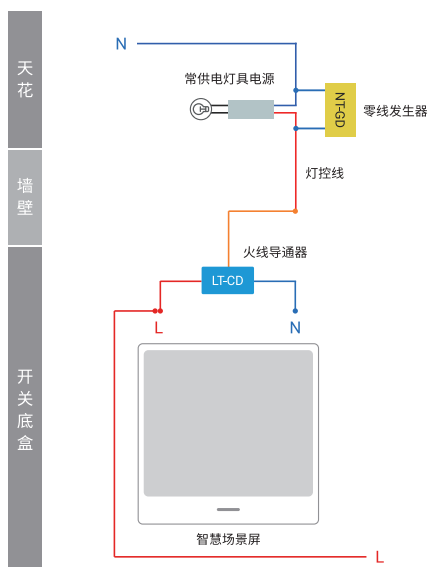 天花
N
常供电灯具电源
NT-GD
零线发生器
灯控线
墙壁
火线导通器
LT-CD
L
N
开关底盒
智慧场景屏
L